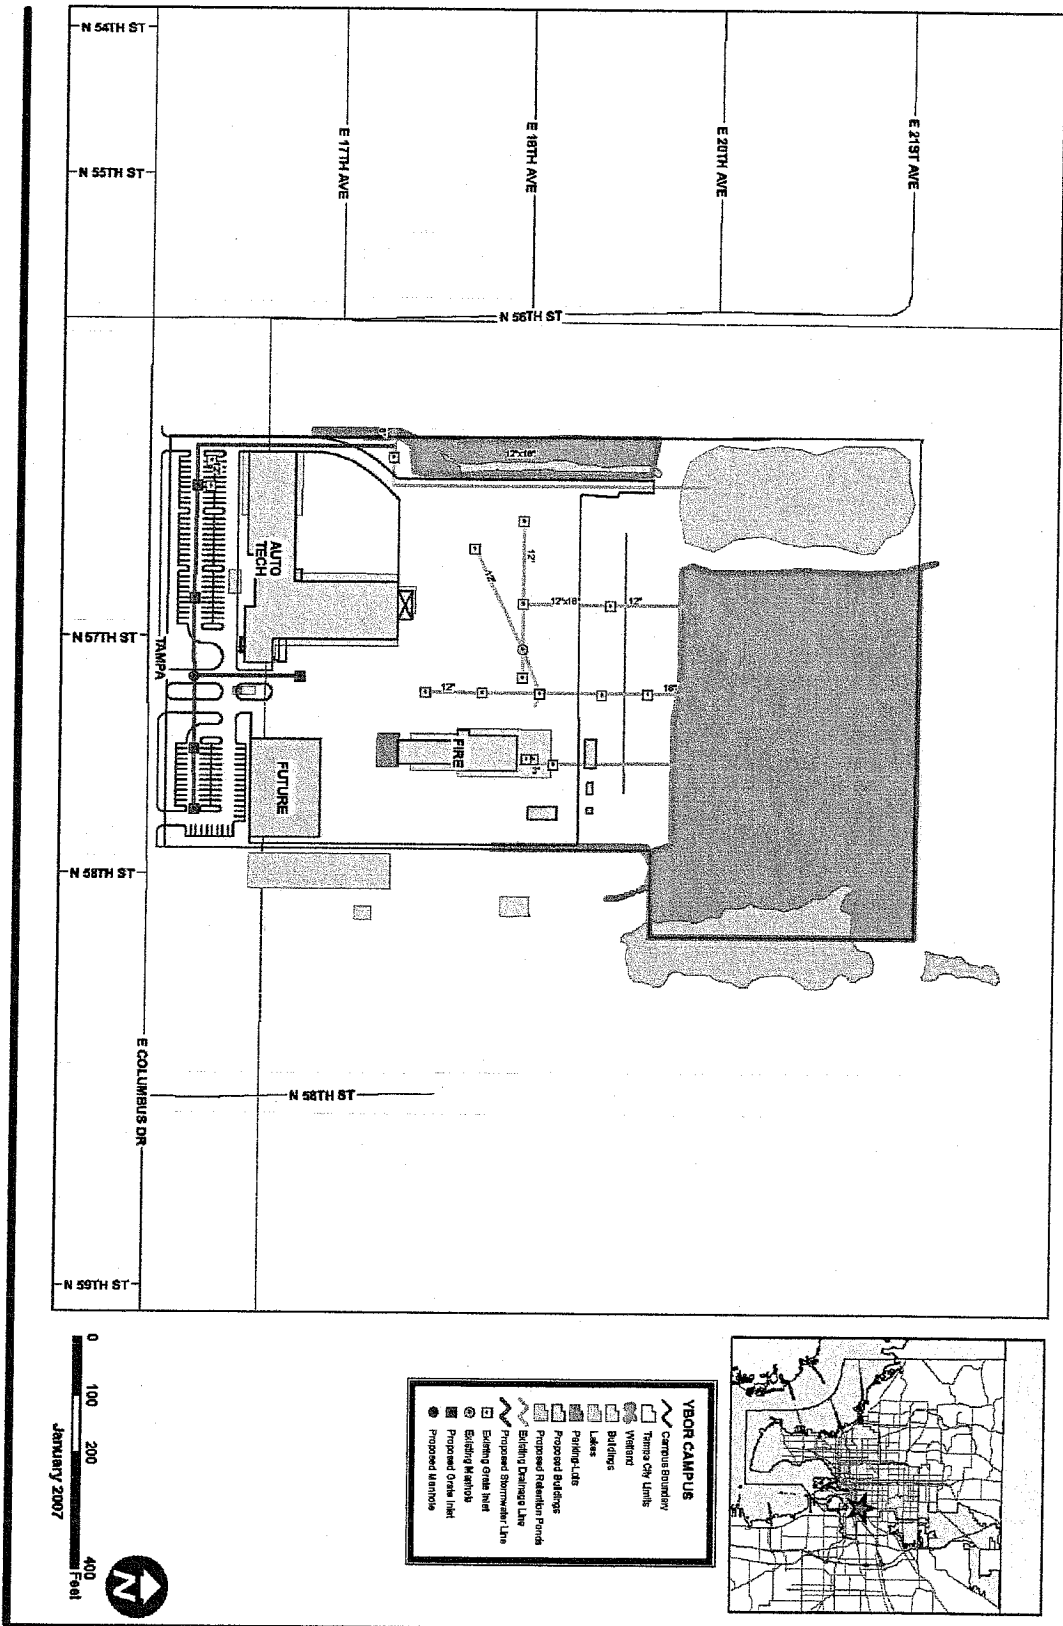 N 54TH ST
N 55TH ST
E 17TH AVE
E 18TH AVE
E 20TH AVE
E 21ST AVE
N 56TH ST
6"
12"x18"
AUTO
TECH
12"
12"
12"x18"
12"
N 57TH ST
TAMPA
12"
18"
FIRE
FUTURE
N 58TH ST
E COLUMBUS DR
N 58TH ST
N 59TH ST
YBOR CAMPUS
Campus Boundary
Tampa City Limits
Wetland
Buildings
Lakes
Parking-Lots
Proposed Buildings
Proposed Retention Ponds
Existing Drainage Line
Proposed Stormwater Line
Existing Grate Inlet
Existing Manhole
Proposed Grate Inlet
Proposed Manhole
0 100 200 400
Feet
January 2007
N